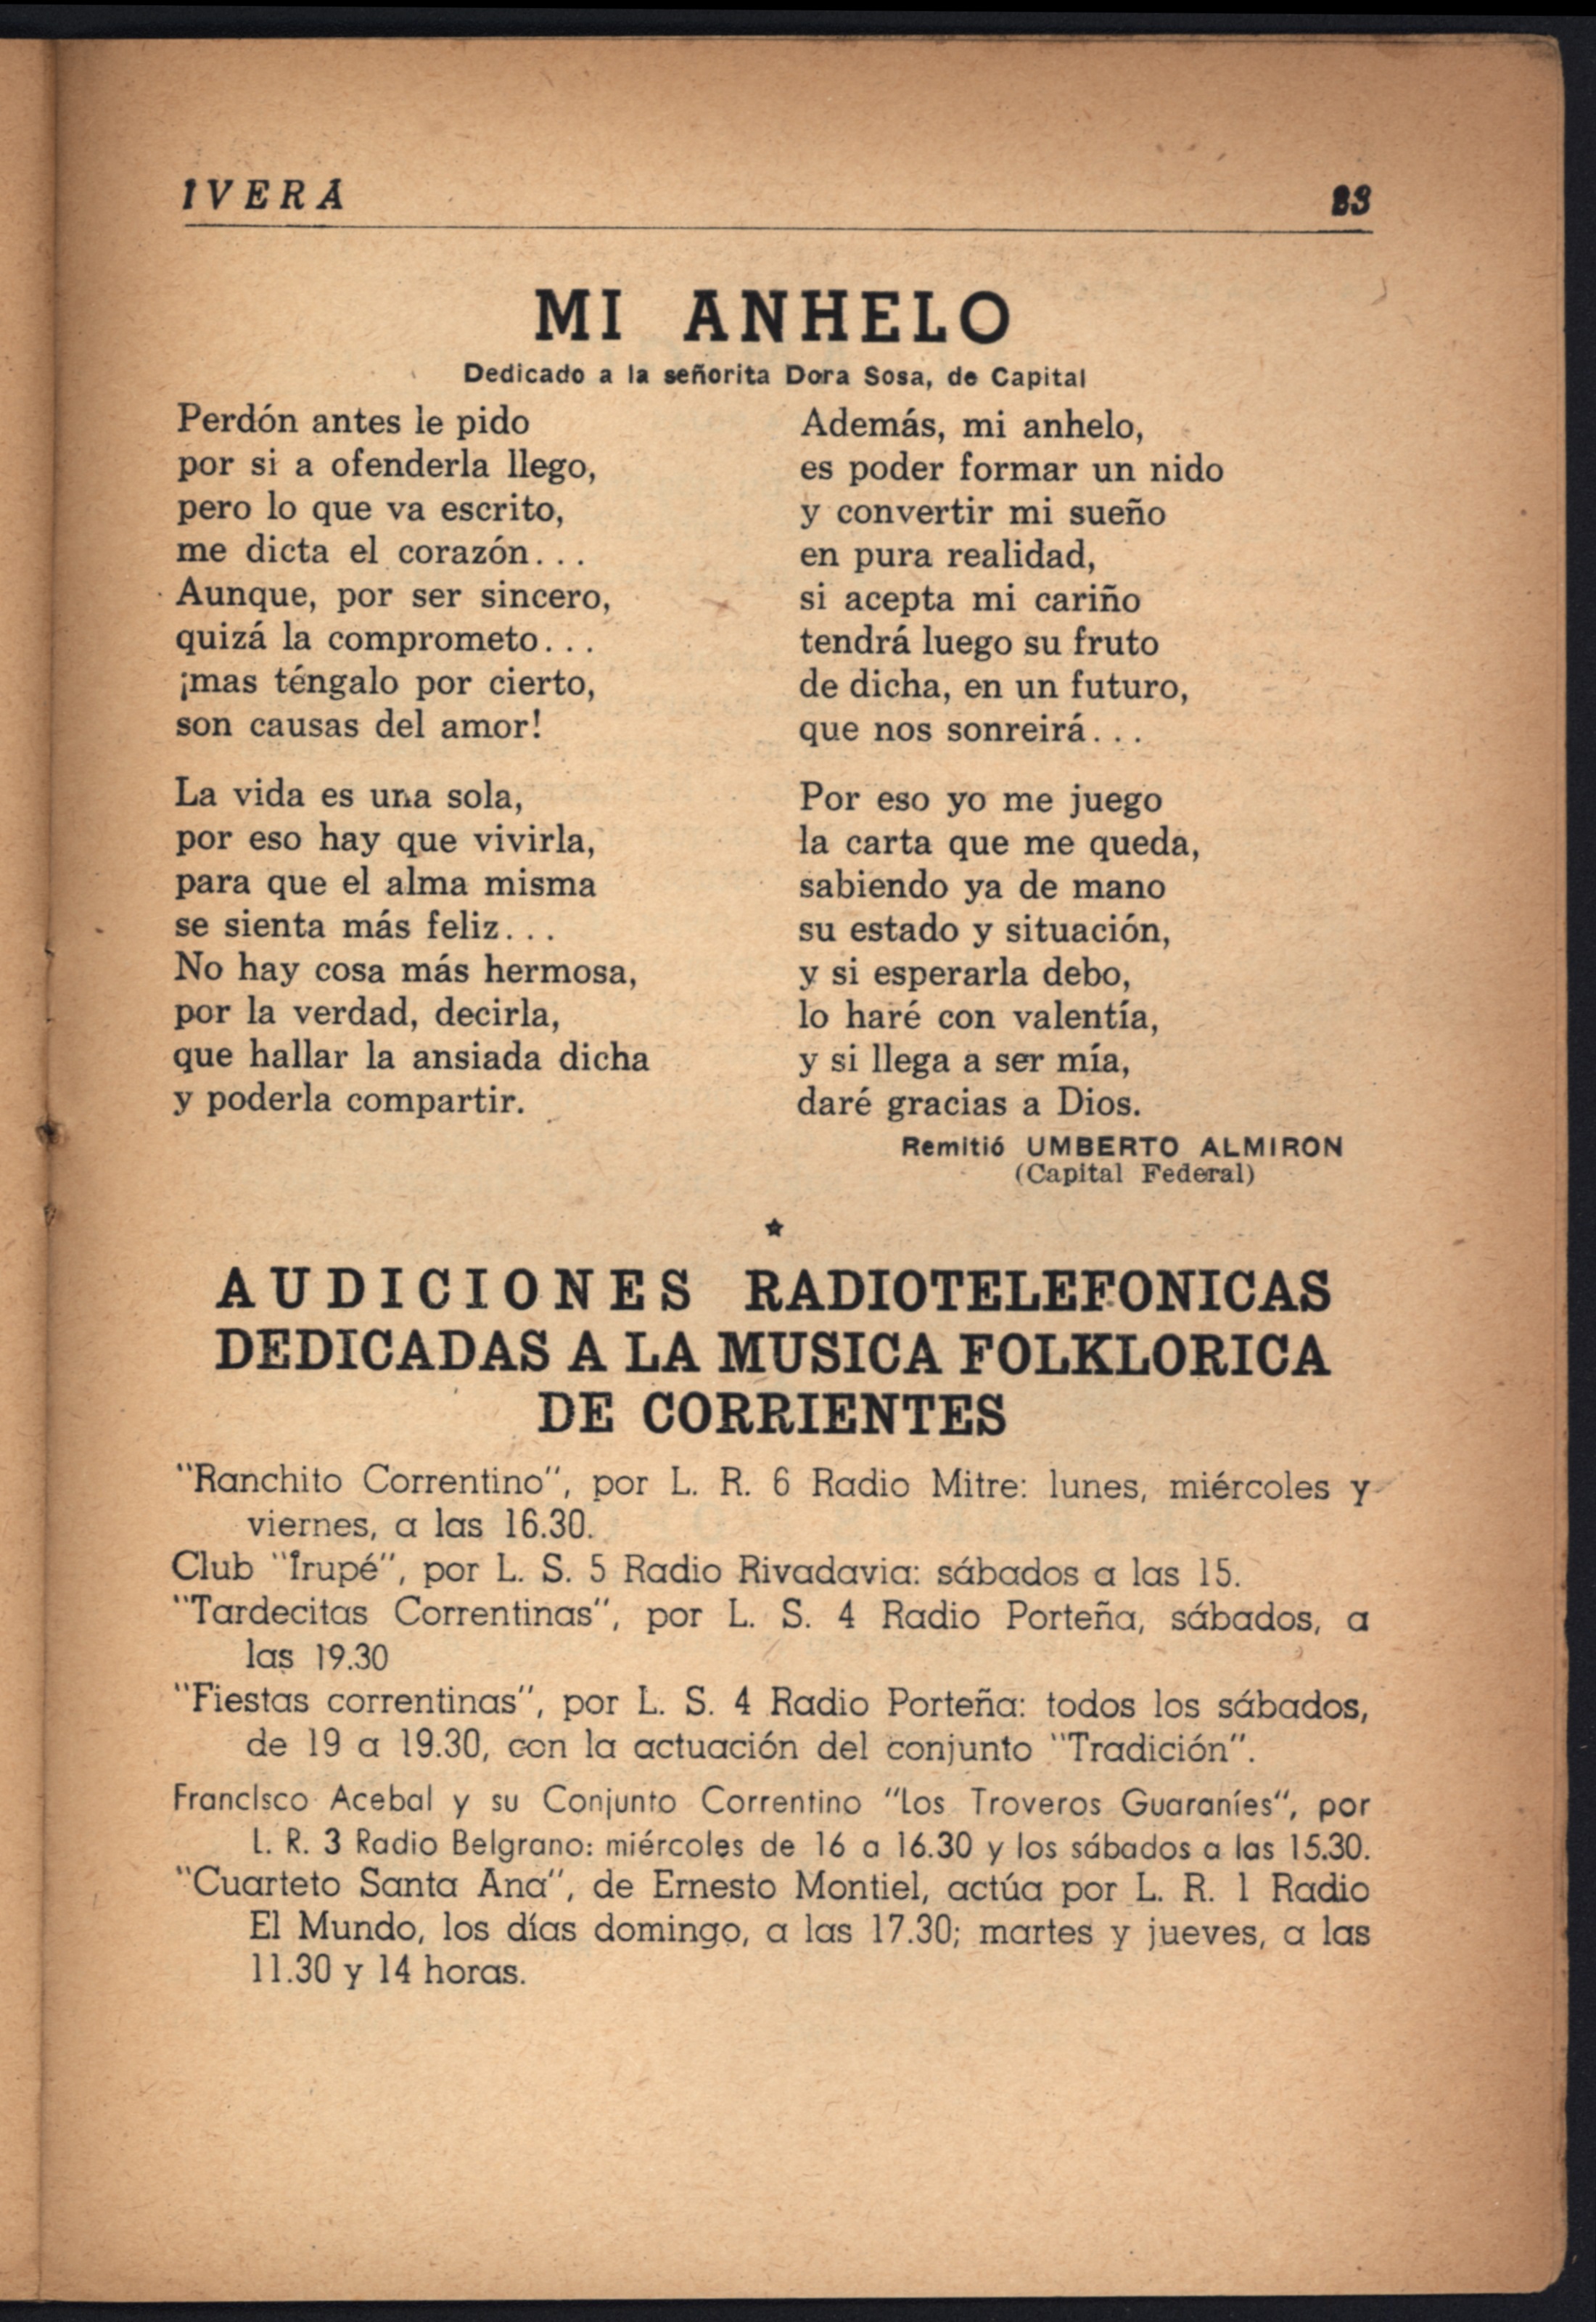 IVERA
MI ANHELO
Dedicado a la señorita Dora Sosa, de Capital
Perdón antes le pido
por si a ofenderla llego,
pero lo que va escrito,
me dicta el corazón...
Aunque, por ser sincero,
quizá la comprometo...
¡mas téngalo por cierto,
son causas del amor!
La vida es una sola,
por eso hay que vivirla,
para que el alma misma
se sienta más feliz...
No hay cosa más hermosa,
por la verdad, decirla,
que hallar la ansiada dicha
y poderla compartir.
Además, mi anhelo,
es poder formar un nido
y convertir mi sueño
en pura realidad,
si acepta mi cariño
tendrá luego su fruto
de dicha, en un futuro,
que nos sonreirá...
Por eso yo me juego
la carta que me queda,
sabiendo ya de mano
su estado y situación,
y si esperarla debo,
lo haré con valentía,
y si llega a ser mía,
daré gracias a Dios.
Remitió UMBERTO ALMIRON
(Capital Federal)
AUDICIONES RADIOTELEFONICAS
DEDICADAS A LA MUSICA FOLKLORICA
DE CORRIENTES
"Ranchito Correntino", por L. R. 6 Radio Mitre: lunes, miércoles y
viernes, a las 16.30.
Club "Irupé", por L. S. 5 Radio Rivadavia: sábados a las 15.
"Tardecitas Correntinas", por L. S. 4 Radio Porteña, sábados, a
las 19.30
"Fiestas correntinas", por L. S. 4 Radio Porteña: todos los sábados,
de 19 a 19.30, con la actuación del conjunto "Tradición".
Francisco Acebal y su Conjunto Correntino "Los Troveros Guaraníes", por
L. R. 3 Radio Belgrano: miércoles de 16 a 16.30 y los sábados a las 15.30.
"Cuarteto Santa Ana", de Ernesto Montiel, actúa por L. R. 1 Radio
El Mundo, los días domingo, a las 17.30; martes y jueves, a las
11.30 y 14 horas.